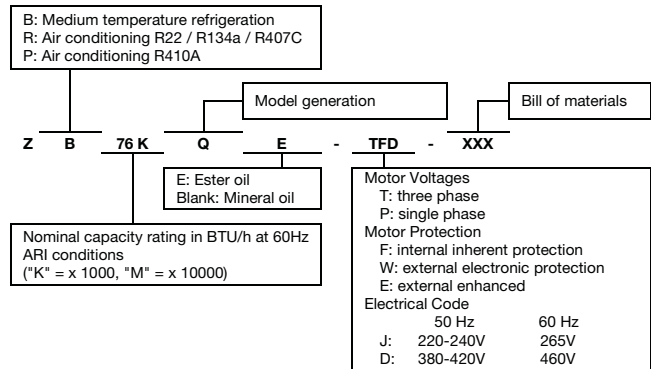 B: Medium temperature refrigeration
R: Air conditioning R22 / R134a / R407C
P: Air conditioning R410A
Model generation
Bill of materials
Z B 76 K Q E - TFD - XXX
E: Ester oil
Blank: Mineral oil
Nominal capacity rating in BTU/h at 60Hz
ARI conditions
("K" = x 1000, "M" = x 10000)
Motor Voltages
T: three phase
P: single phase
Motor Protection
F: internal inherent protection
W: external electronic protection
E: external enhanced
Electrical Code
50 Hz 60 Hz
J: 220-240V 265V
D: 380-420V 460V